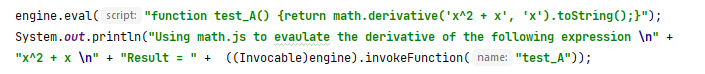 engine.eval( script: "function test_A() {return math.derivative('x^2 + x', 'x').toString();}");
System.out.println("Using math.js to evaulate the derivative of the following expression \n" +
"x^2 + x \n" + "Result = " +  ((Invocable)engine).invokeFunction( name: "test_A"));